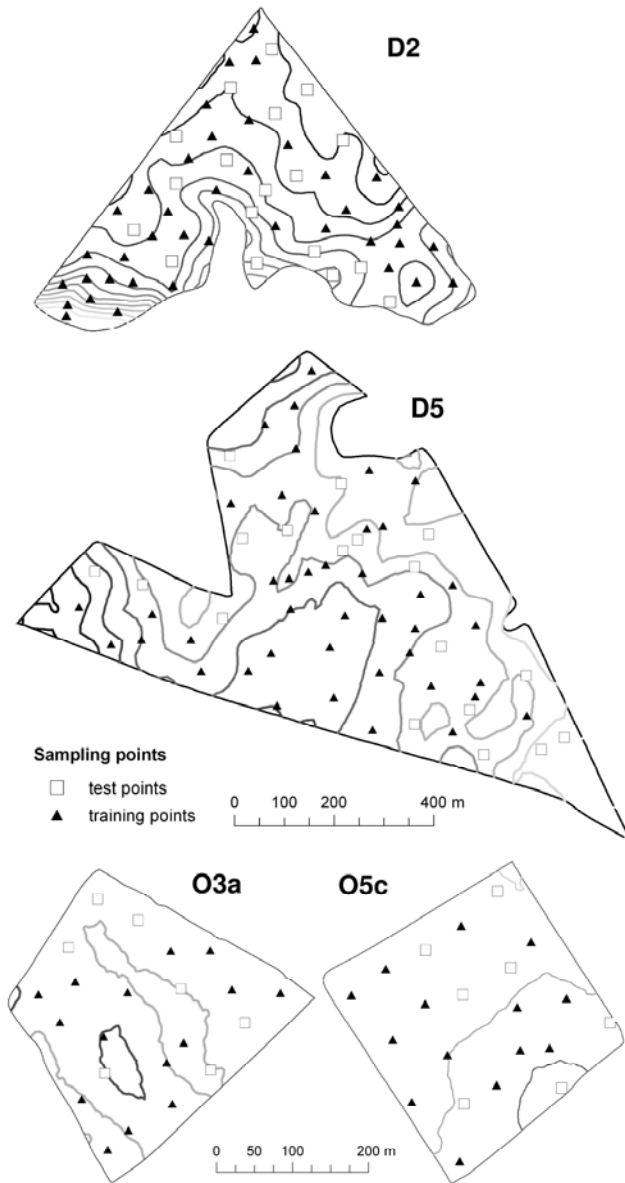 D2
D5
Sampling points
test points
training points
0 100 200 400 m
O3a O5c
0 50 100 200 m